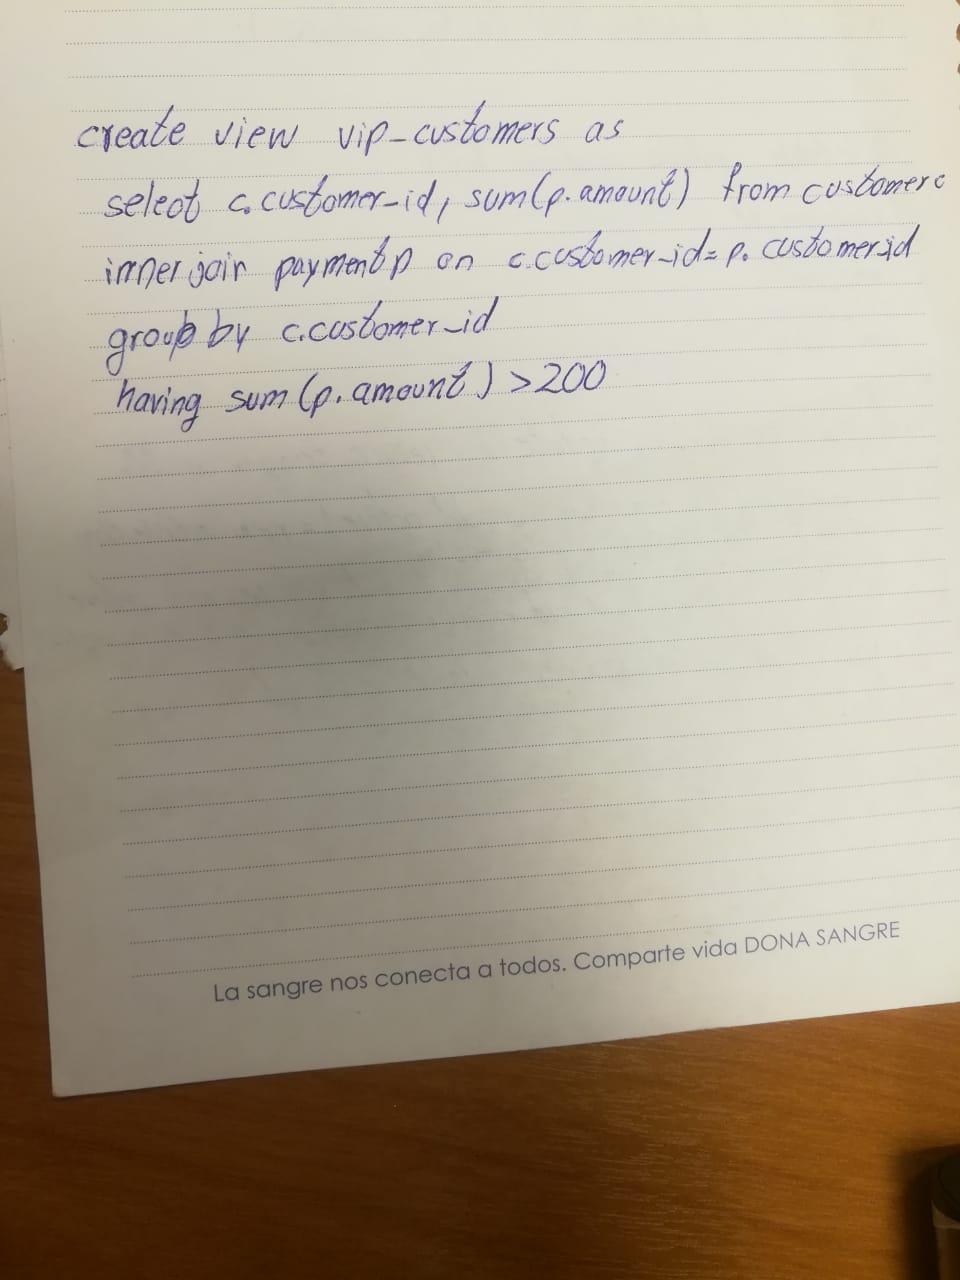 create view vip_customers as
select c.customer_id, sum(p.amount) from customer c
inner join payment p on c.customer_id = p.customer_id
group by c.customer_id
having sum(p.amount) > 200
La sangre nos conecta a todos. Comparte vida DONA SANGRE